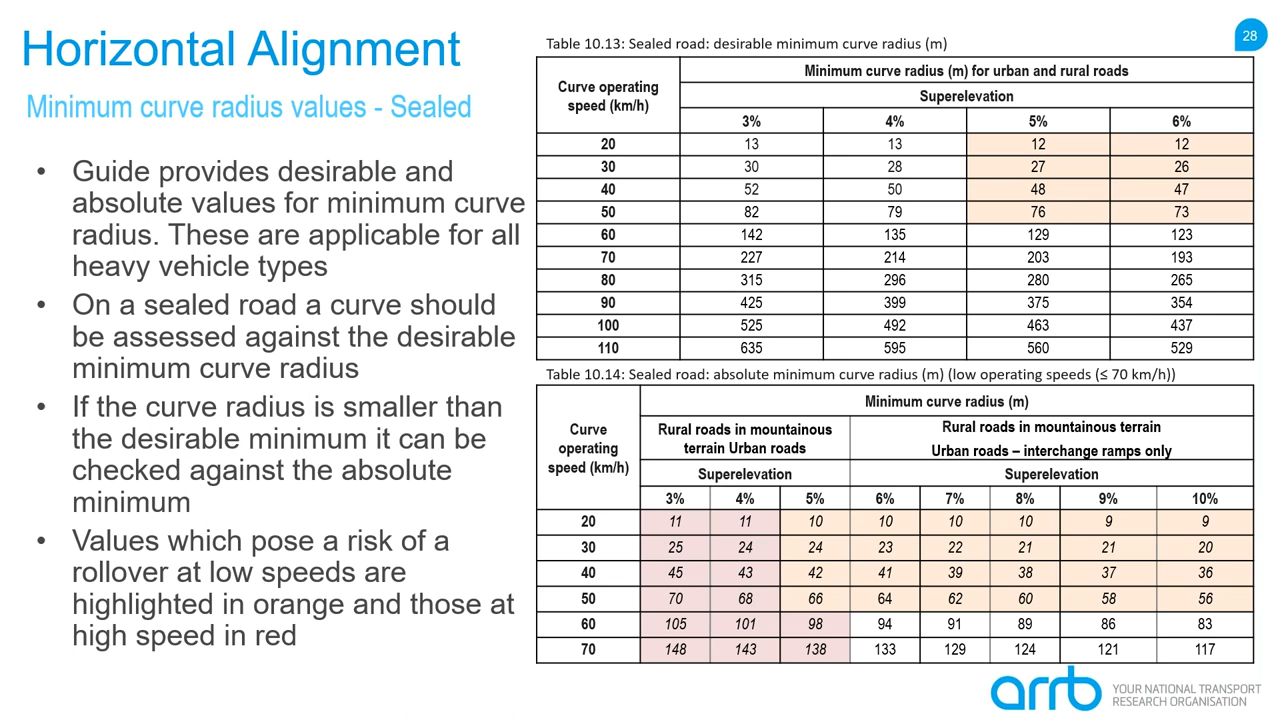 Horizontal Alignment
28
Minimum curve radius values - Sealed
• Guide provides desirable and
absolute values for minimum curve
radius. These are applicable for all
heavy vehicle types
• On a sealed road a curve should
be assessed against the desirable
minimum curve radius
• If the curve radius is smaller than
the desirable minimum it can be
checked against the absolute
minimum
• Values which pose a risk of a
rollover at low speeds are
highlighted in orange and those at
high speed in red
Table 10.13: Sealed road: desirable minimum curve radius (m)
Curve operating
speed (km/h)
Minimum curve radius (m) for urban and rural roads
Superelevation
3% 4% 5% 6%
20 13 13 12 12
30 30 28 27 26
40 52 50 48 47
50 82 79 76 73
60 142 135 129 123
70 227 214 203 193
80 315 296 280 265
90 425 399 375 354
100 525 492 463 437
110 635 595 560 529
Table 10.14: Sealed road: absolute minimum curve radius (m) (low operating speeds (≤ 70 km/h))
Curve
operating
speed (km/h)
Minimum curve radius (m)
Rural roads in mountainous
terrain Urban roads
Rural roads in mountainous terrain
Urban roads – interchange ramps only
Superelevation Superelevation
3% 4% 5% 6% 7% 8% 9% 10%
20 11 11 10 10 10 10 9 9
30 25 24 24 23 22 21 21 20
40 45 43 42 41 39 38 37 36
50 70 68 66 64 62 60 58 56
60 105 101 98 94 91 89 86 83
70 148 143 138 133 129 124 121 117
arrb
YOUR NATIONAL TRANSPORT
RESEARCH ORGANISATION